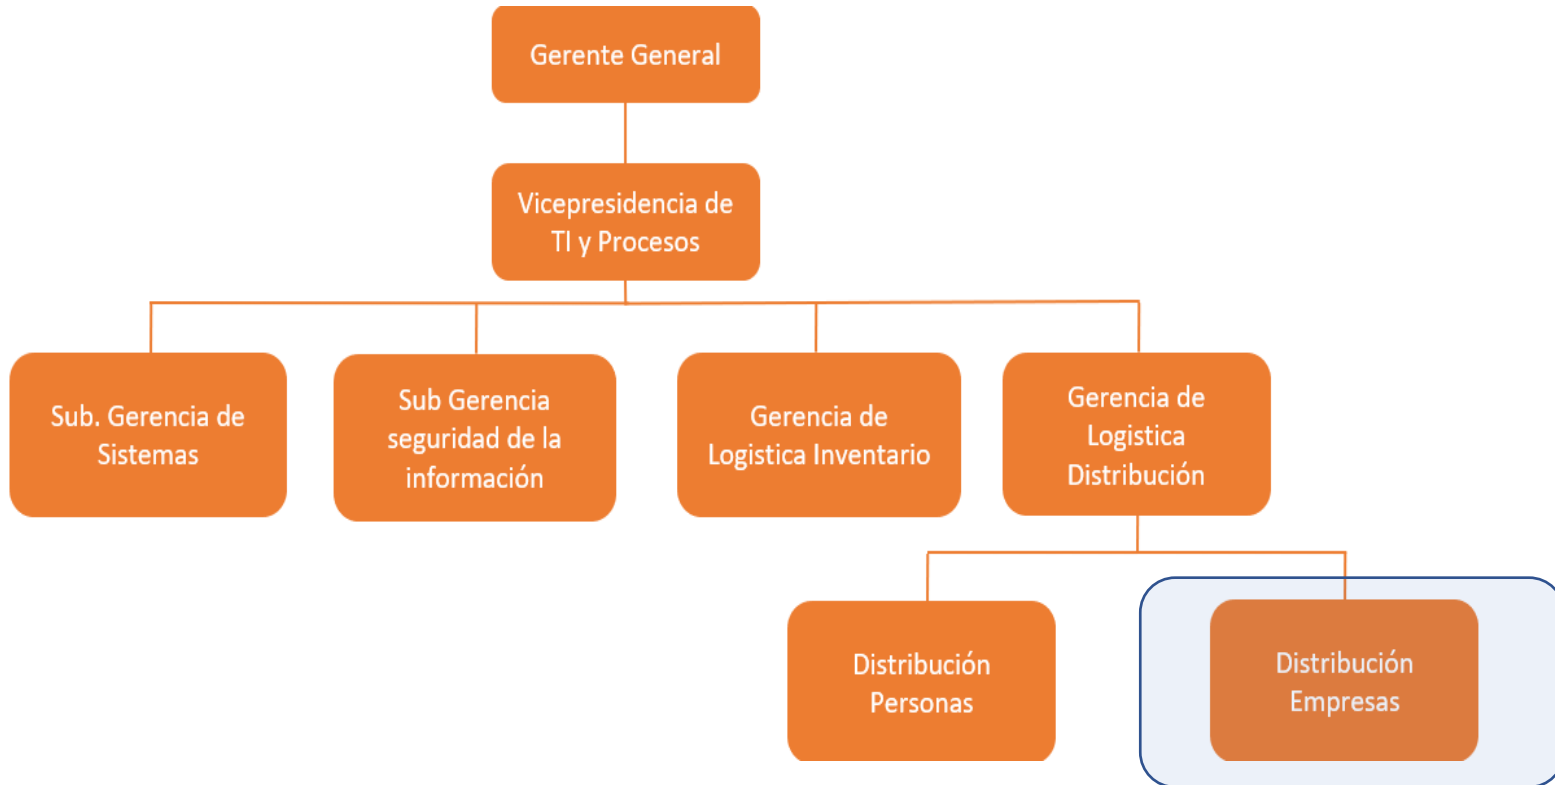 Gerente General
Vicepresidencia de
TI y Procesos
Sub. Gerencia de
Sistemas
Sub Gerencia
seguridad de la
información
Gerencia de
Logistica Inventario
Gerencia de
Logistica
Distribución
Distribución
Personas
Distribución
Empresas